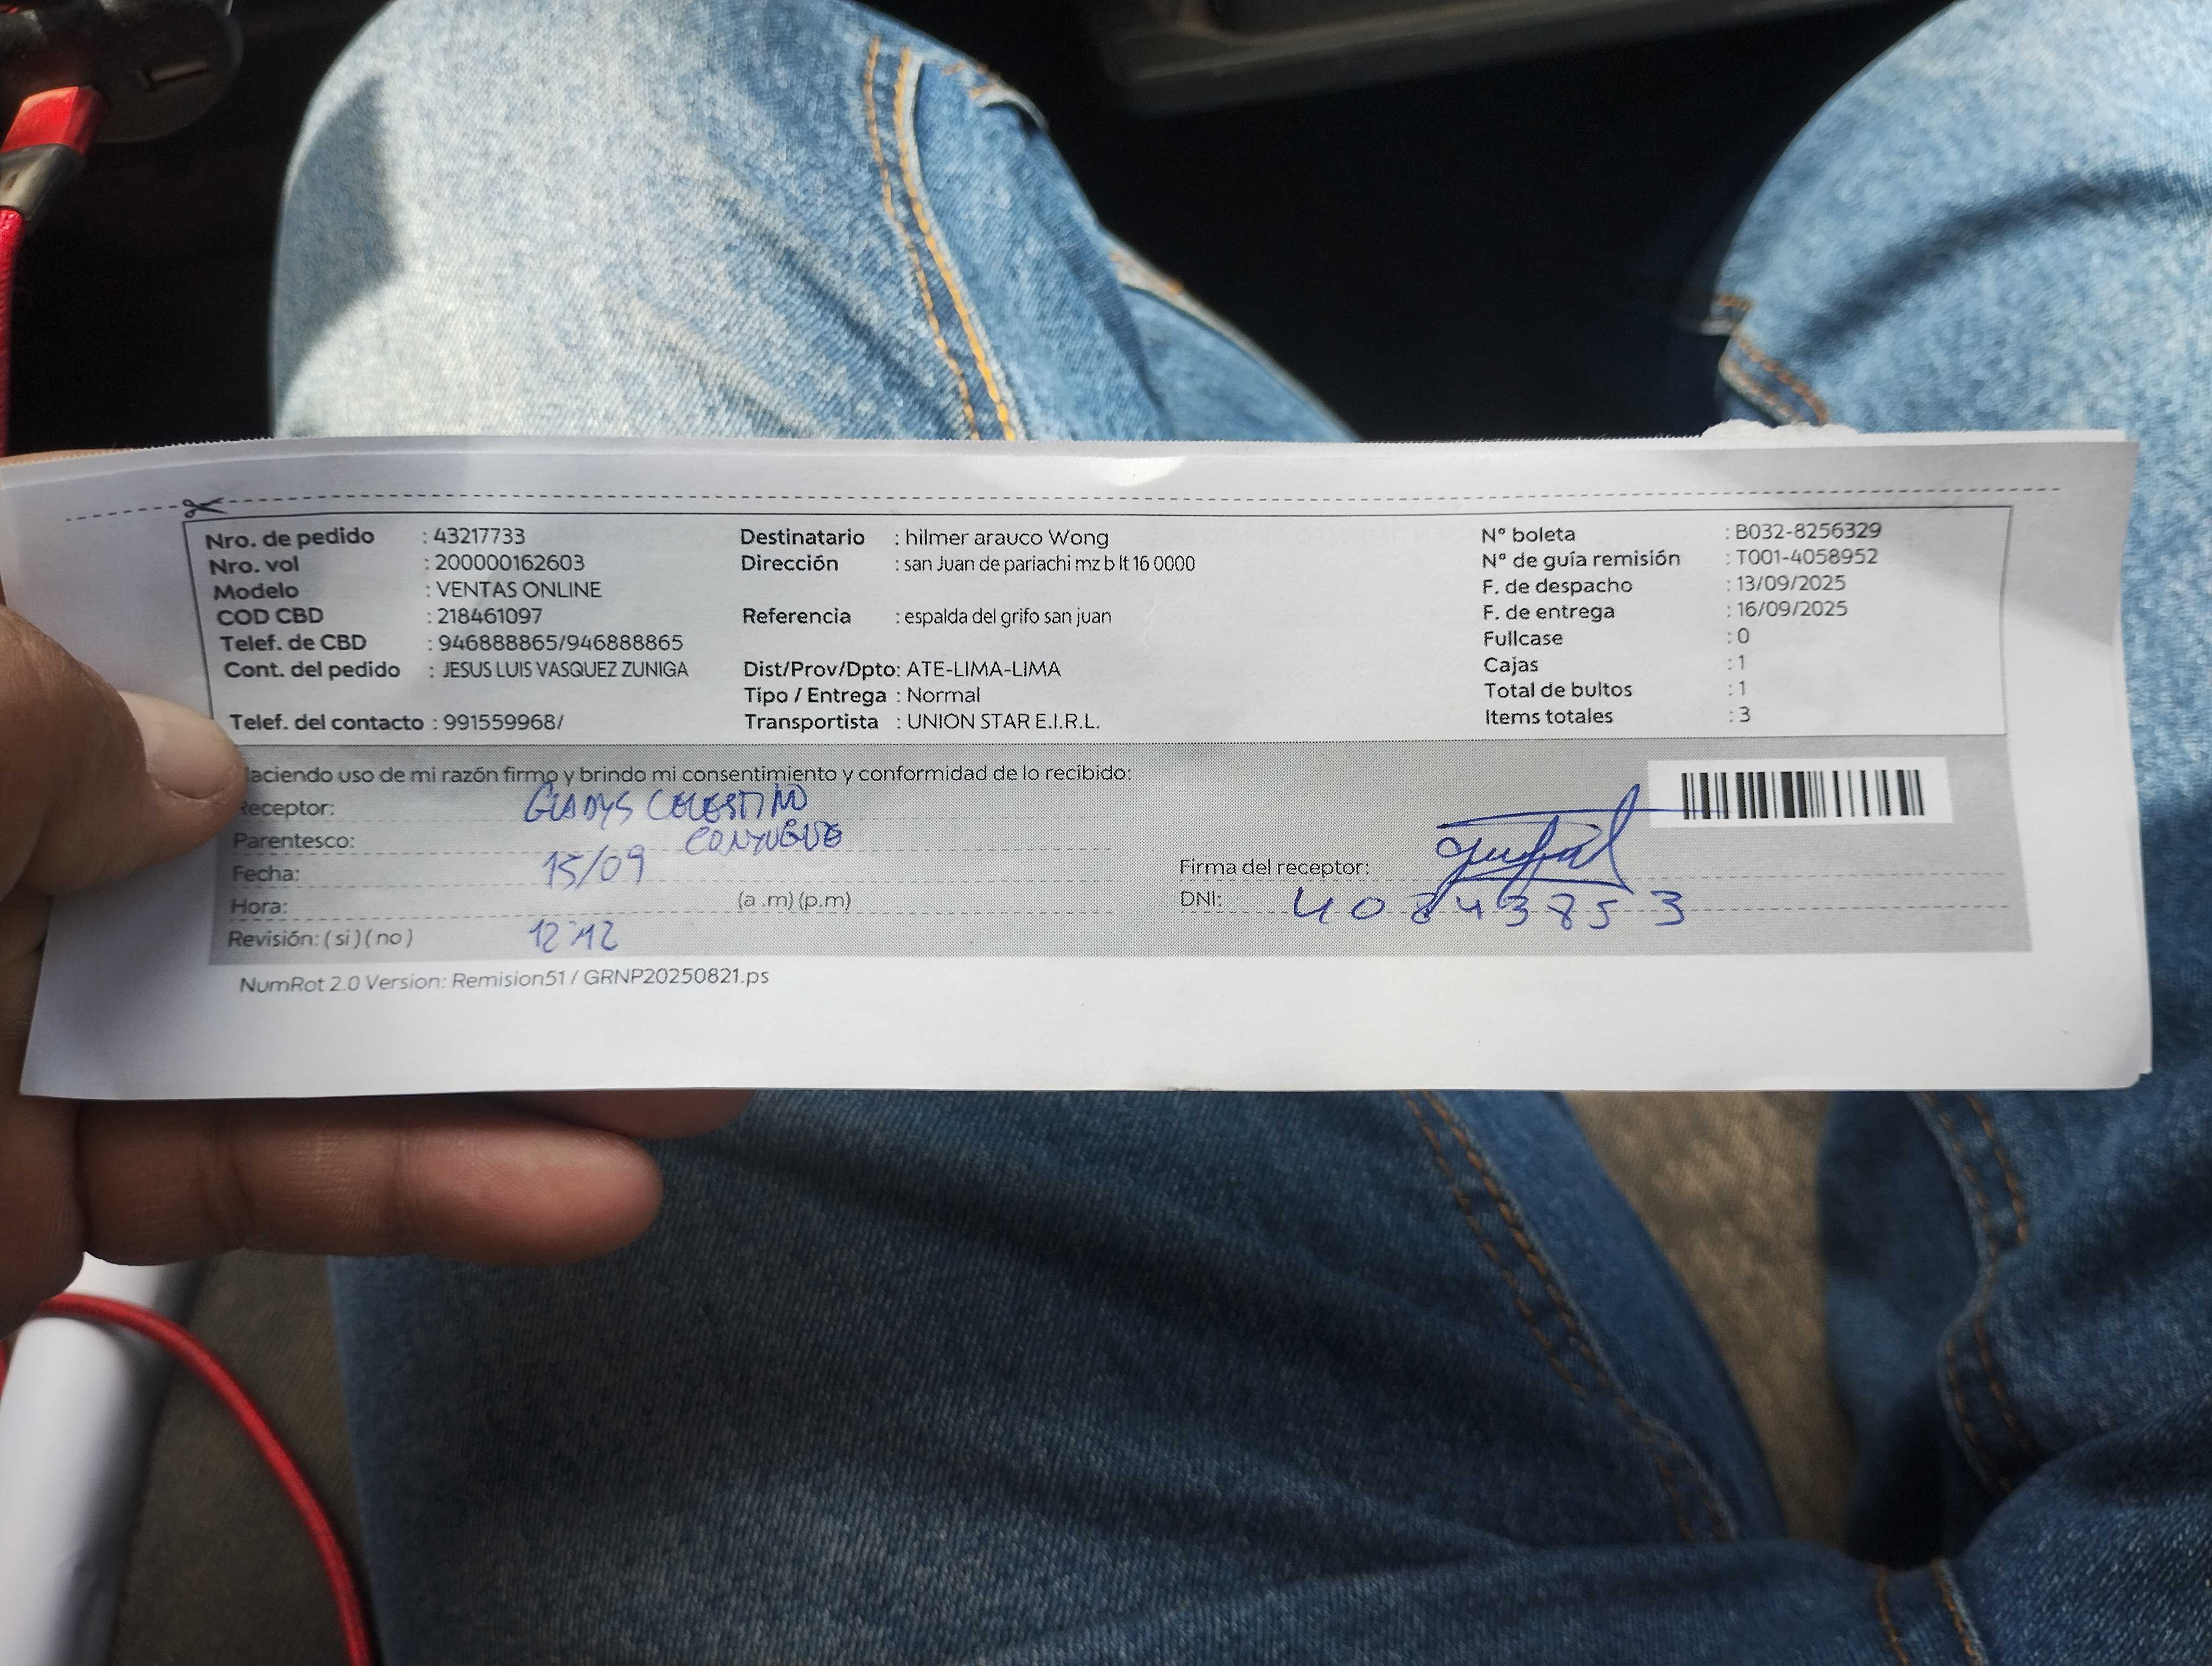 Nro. de pedido : 43217733
Nro. vol : 200000162603
Modelo : VENTAS ONLINE
COD CBD : 218461097
Telef. de CBD : 946888865/946888865
Cont. del pedido : JESUS LUIS VASQUEZ ZUNIGA
Telef. del contacto : 991559968/
Destinatario : hilmer arauco Wong
Dirección : san Juan de pariachi mz b lt 16 0000
Referencia : espalda del grifo san juan
Dist/Prov/Dpto: ATE-LIMA-LIMA
Tipo / Entrega : Normal
Transportista : UNION STAR E.I.R.L.
N° boleta : B032-8256329
N° de guía remisión : T001-4058952
F. de despacho : 13/09/2025
F. de entrega : 16/09/2025
Fullcase : 0
Cajas : 1
Total de bultos : 1
Items totales : 3
aciendo uso de mi razón firmo y brindo mi consentimiento y conformidad de lo recibido:
Receptor: GLADYS CELESTINO
Parentesco: CONYUGUE
Fecha: 15/09
Hora: (a .m) (p.m)
Revisión: ( si ) ( no ) 12:12
Firma del receptor:
DNI:
NumRot 2.0 Version: Remision51 / GRNP20250821.ps